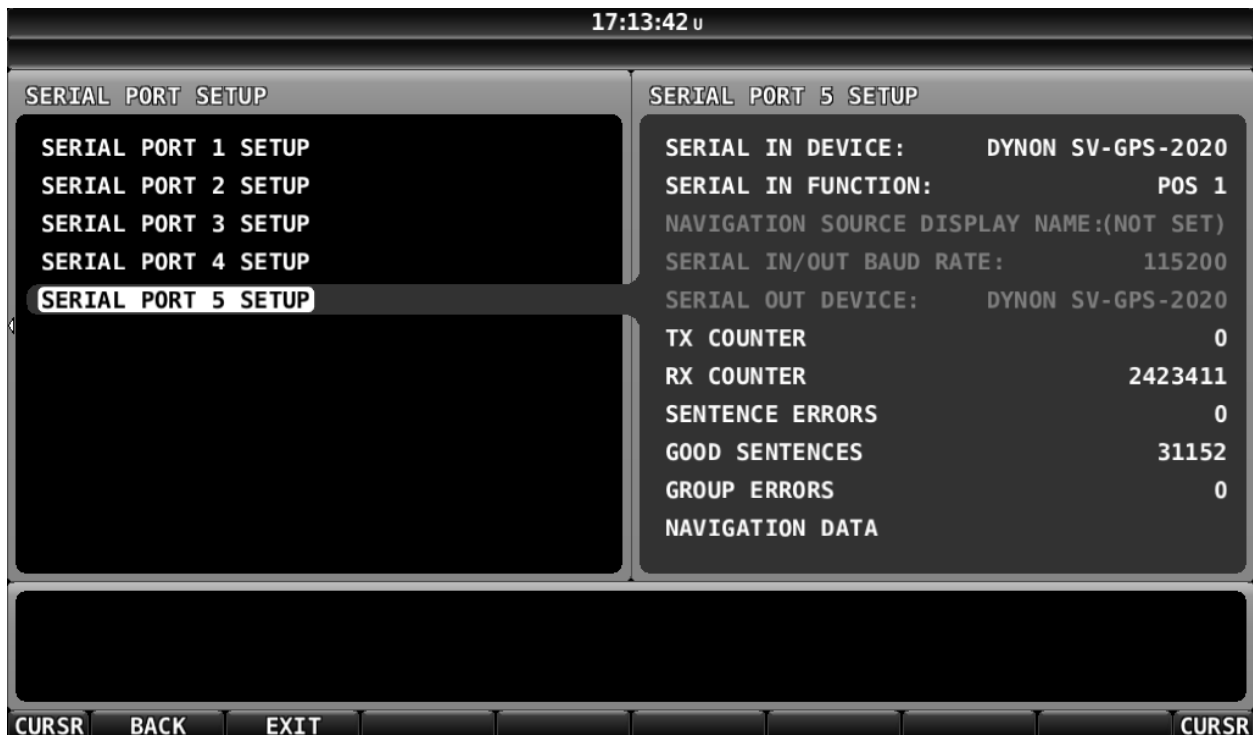 17:13:42 U
SERIAL PORT SETUP
SERIAL PORT 1 SETUP
SERIAL PORT 2 SETUP
SERIAL PORT 3 SETUP
SERIAL PORT 4 SETUP
SERIAL PORT 5 SETUP
SERIAL PORT 5 SETUP
SERIAL IN DEVICE: DYNON SV-GPS-2020
SERIAL IN FUNCTION: POS 1
NAVIGATION SOURCE DISPLAY NAME:(NOT SET)
SERIAL IN/OUT BAUD RATE: 115200
SERIAL OUT DEVICE: DYNON SV-GPS-2020
TX COUNTER 0
RX COUNTER 2423411
SENTENCE ERRORS 0
GOOD SENTENCES 31152
GROUP ERRORS 0
NAVIGATION DATA
CURSR BACK EXIT CURSR